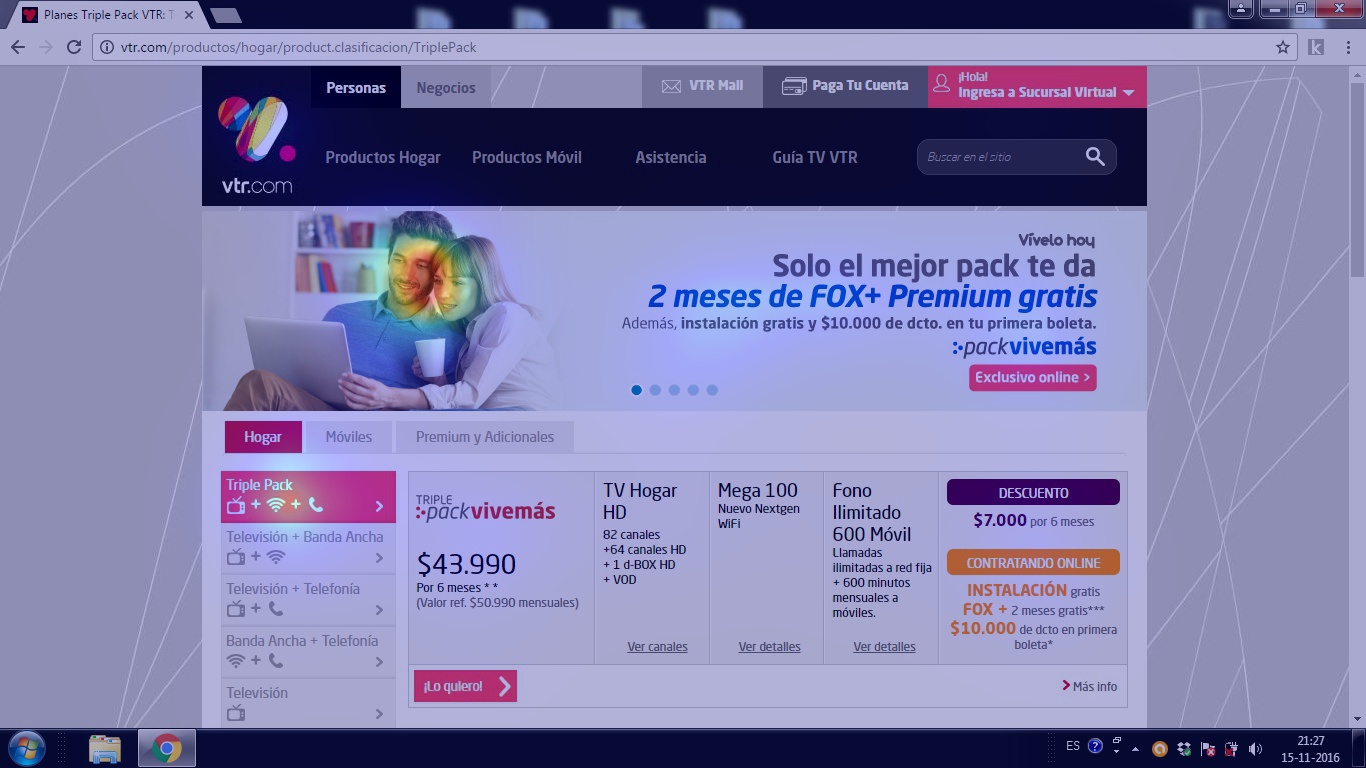 Planes Triple Pack VTR: T
vtr.com/productos/hogar/product.clasificacion/TriplePack
Personas
Negocios
VTR Mail
Paga Tu Cuenta
¡Hola!
Ingresa a Sucursal Virtual
vtr.com
Productos Hogar
Productos Móvil
Asistencia
Guía TV VTR
Buscar en el sitio
Vívelo hoy
Solo el mejor pack te da
2 meses de FOX+ Premium gratis
Además, instalación gratis y $10.000 de dcto. en tu primera boleta.
:•packvivemás
Exclusivo online >
Hogar
Móviles
Premium y Adicionales
Triple Pack
+ +
Televisión + Banda Ancha
+
Televisión + Telefonía
+
Banda Ancha + Telefonía
+
Televisión
TRIPLE
:•packvivemás
$43.990
Por 6 meses * *
(Valor ref. $50.990 mensuales)
TV Hogar
HD
82 canales
+64 canales HD
+ 1 d-BOX HD
+ VOD
Ver canales
Mega 100
Nuevo Nextgen
WiFi
Ver detalles
Fono
Ilimitado
600 Móvil
Llamadas
ilimitadas a red fija
+ 600 minutos
mensuales a
móviles.
Ver detalles
DESCUENTO
$7.000 por 6 meses
CONTRATANDO ONLINE
INSTALACIÓN gratis
FOX + 2 meses gratis***
$10.000 de dcto en primera
boleta*
¡Lo quiero!
Más info
ES
21:27
15-11-2016